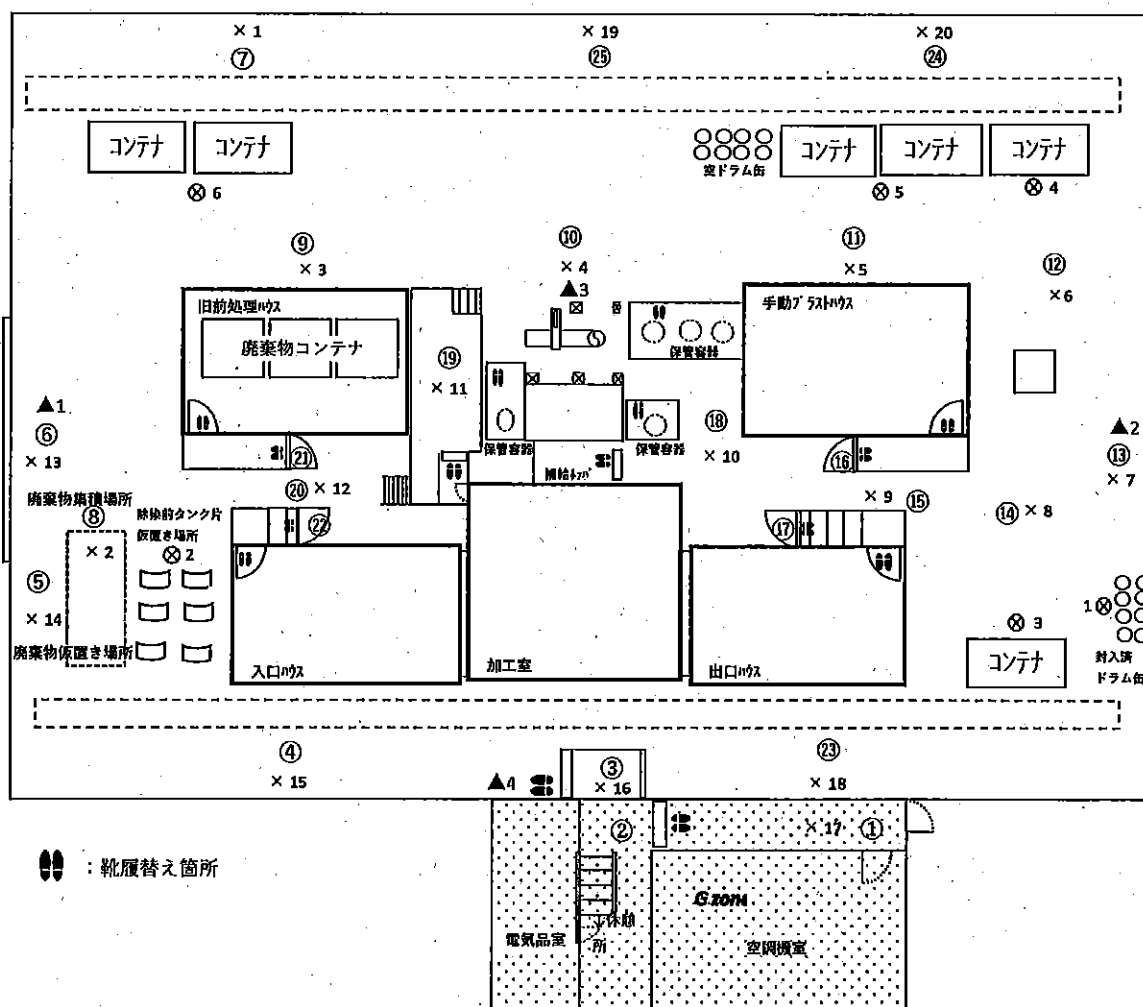 × 1
× 19
× 20
⑦
㉕
㉔
コンテナ
コンテナ
空ドラム缶
コンテナ
コンテナ
コンテナ
⊗ 6
⊗ 5
⊗ 4
⑨
⑩
⑪
⑫
× 3
× 4
× 5
× 6
▲3
旧前処理ハウス
廃棄物コンテナ
手動ブラストハウス
保管容器
⑲
× 11
▲1
⑥
× 13
⑱
× 10
▲2
⑬
× 7
保管容器
保管容器
㉑
⑯
⑳
× 12
廃棄物集積場所
⑧
× 2
除染前タンク片
仮置き場所
⊗ 2
㉒
× 9
⑮
⑰
⑭
× 8
⑤
× 14
廃棄物仮置き場所
入口ハウス
加工室
出口ハウス
⊗ 3
コンテナ
1 ⊗
封入済
ドラム缶
④
× 15
▲4
③
× 16
㉓
× 18
②
× 17
①
:靴履替え箇所
G zone
電気品室
休憩
所
空調機室